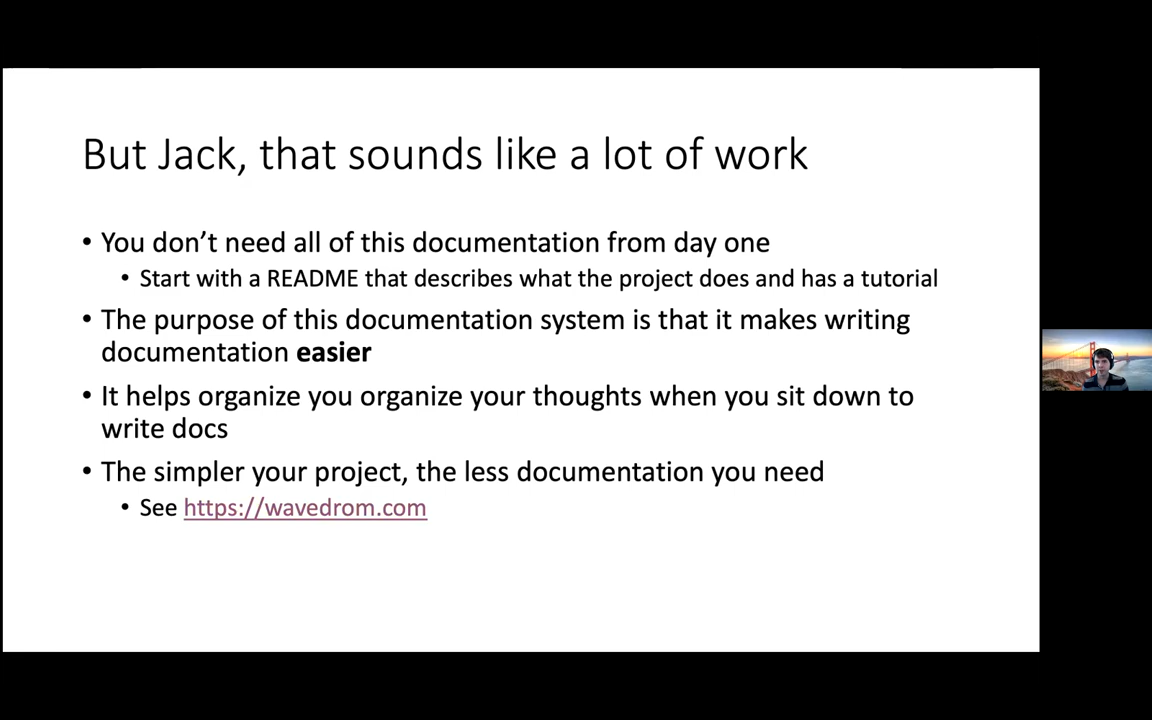 But Jack, that sounds like a lot of work
• You don’t need all of this documentation from day one
• Start with a README that describes what the project does and has a tutorial
• The purpose of this documentation system is that it makes writing
documentation easier
• It helps organize you organize your thoughts when you sit down to
write docs
• The simpler your project, the less documentation you need
• See https://wavedrom.com